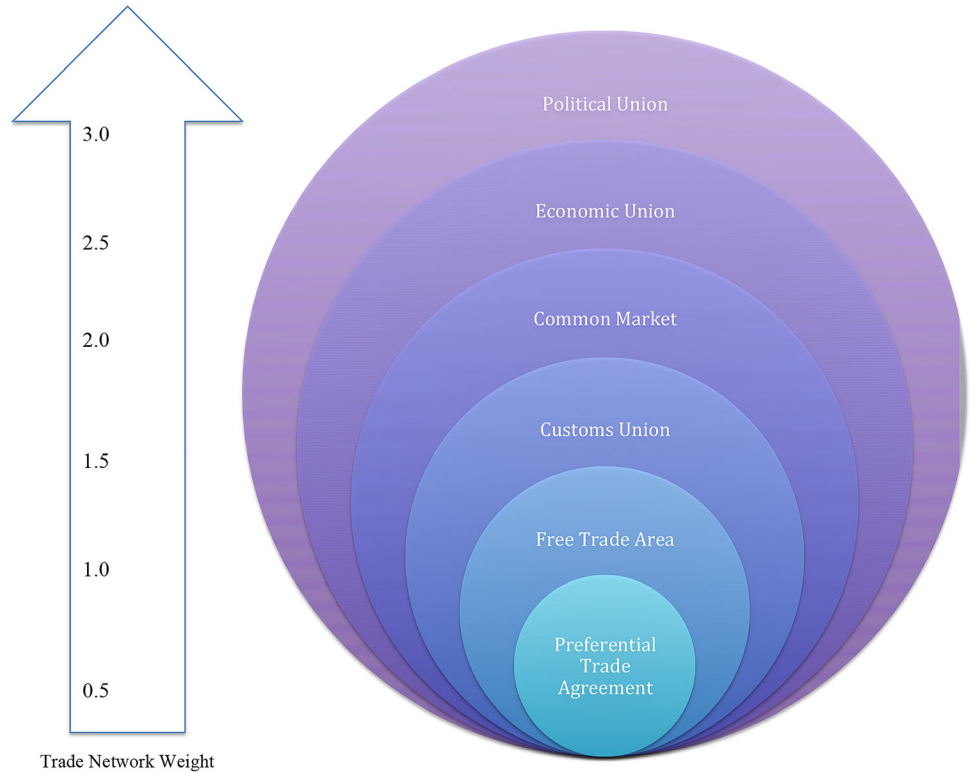 3.0
2.5
2.0
1.5
1.0
0.5
Trade Network Weight
Political Union
Economic Union
Common Market
Customs Union
Free Trade Area
Preferential
Trade
Agreement